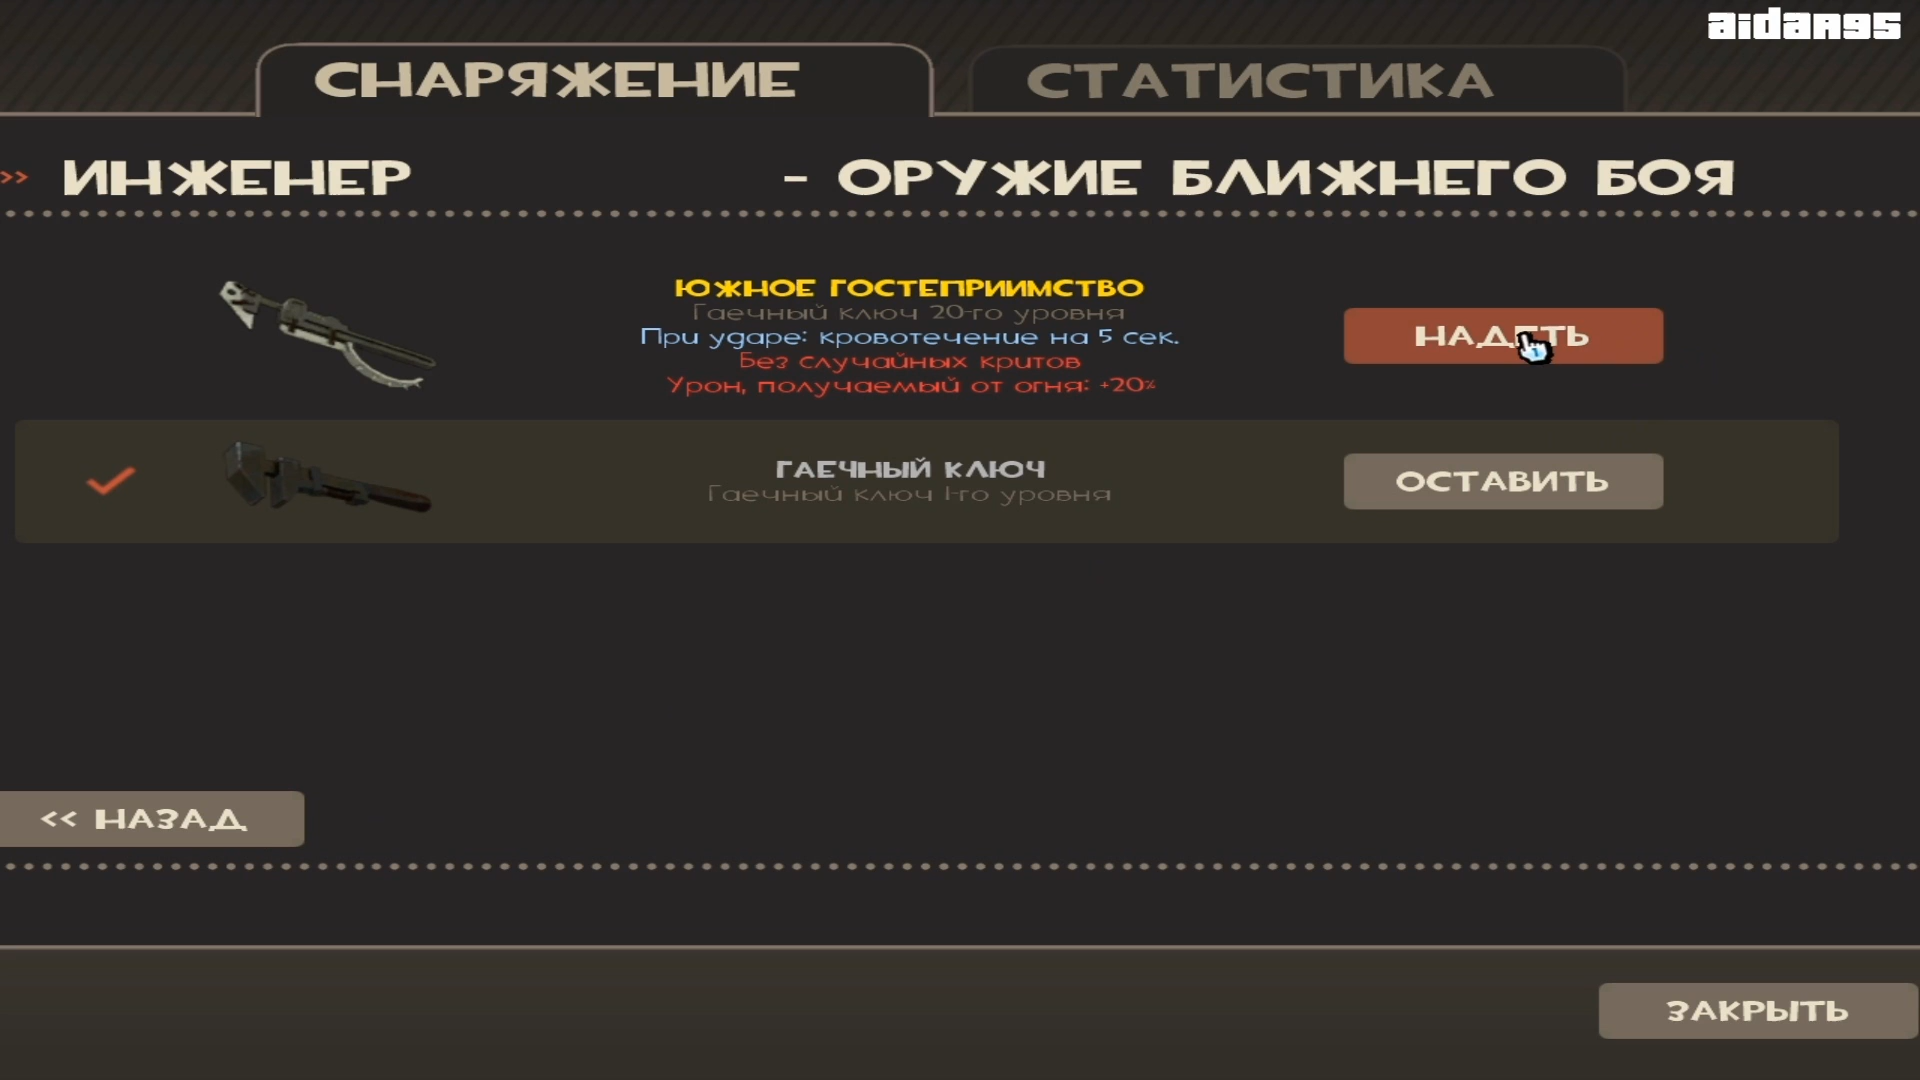 aidan95
СНАРЯЖЕНИЕ
СТАТИСТИКА
>> ИНЖЕНЕР - ОРУЖИЕ БЛИЖНЕГО БОЯ
ЮЖНОЕ ГОСТЕПРИИМСТВО
Гаечный ключ 20-го уровня
При ударе: кровотечение на 5 сек.
Без случайных критов
Урон, получаемый от огня: +20%
НАДЕТЬ
ГАЕЧНЫЙ КЛЮЧ
Гаечный ключ 1-го уровня
ОСТАВИТЬ
<< НАЗАД
ЗАКРЫТЬ